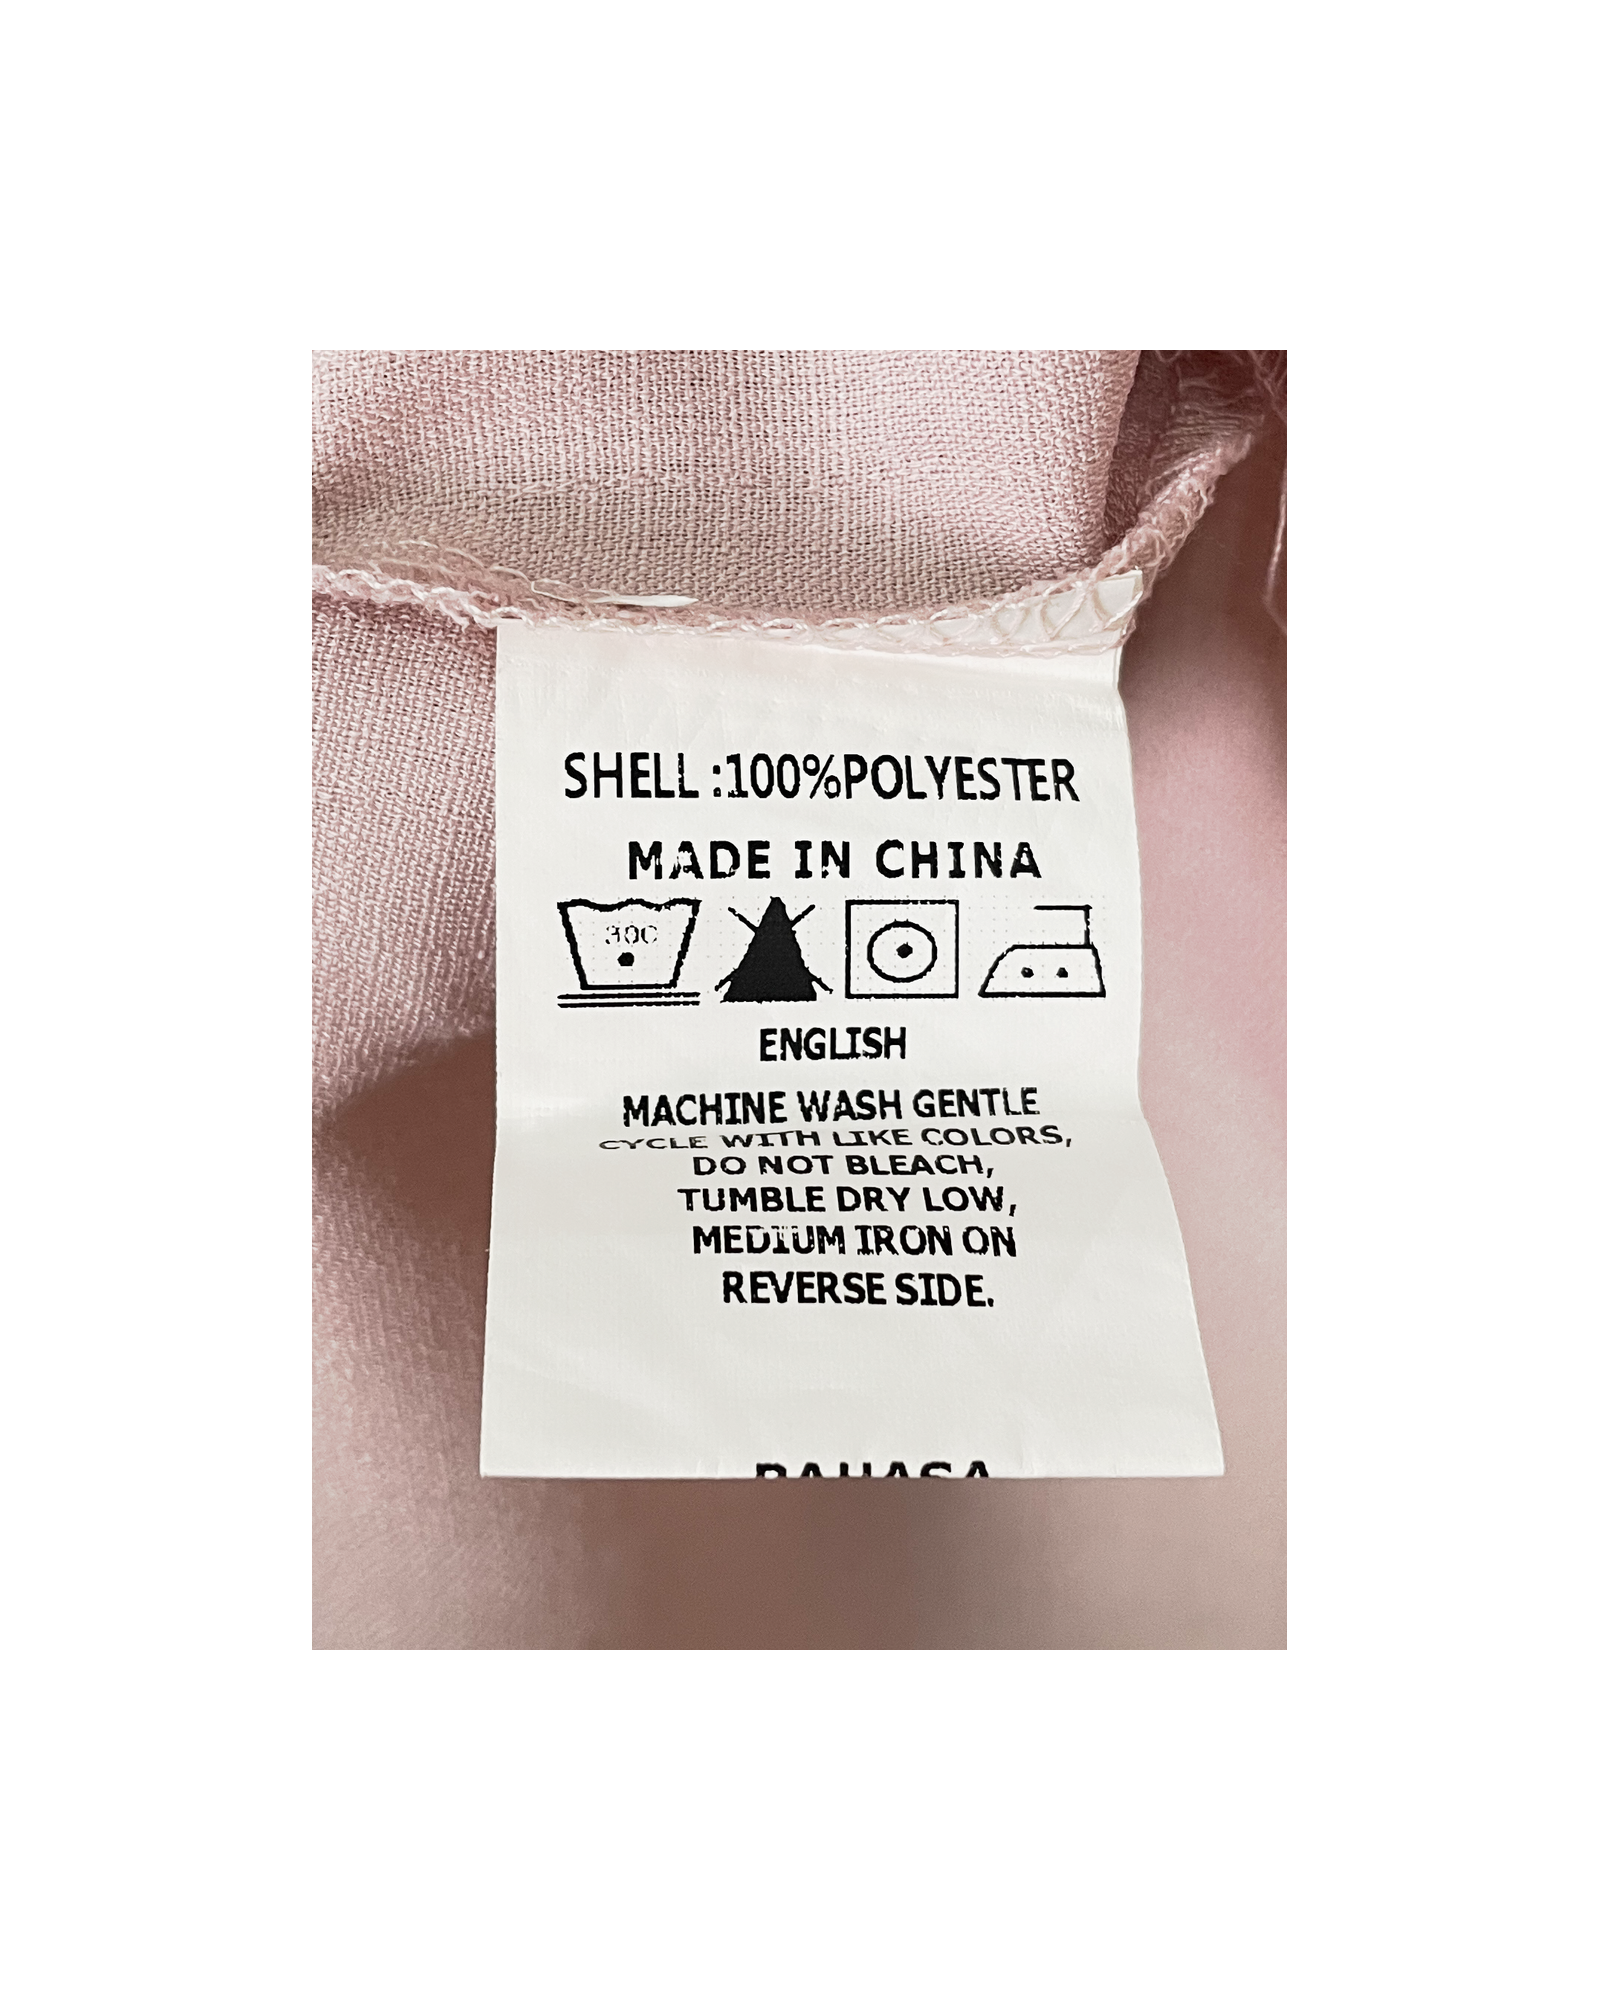 SHELL :100%POLYESTER
MADE IN CHINA
30C
ENGLISH
MACHINE WASH GENTLE
CYCLE WITH LIKE COLORS,
DO NOT BLEACH,
TUMBLE DRY LOW,
MEDIUM IRON ON
REVERSE SIDE.
BAHASA